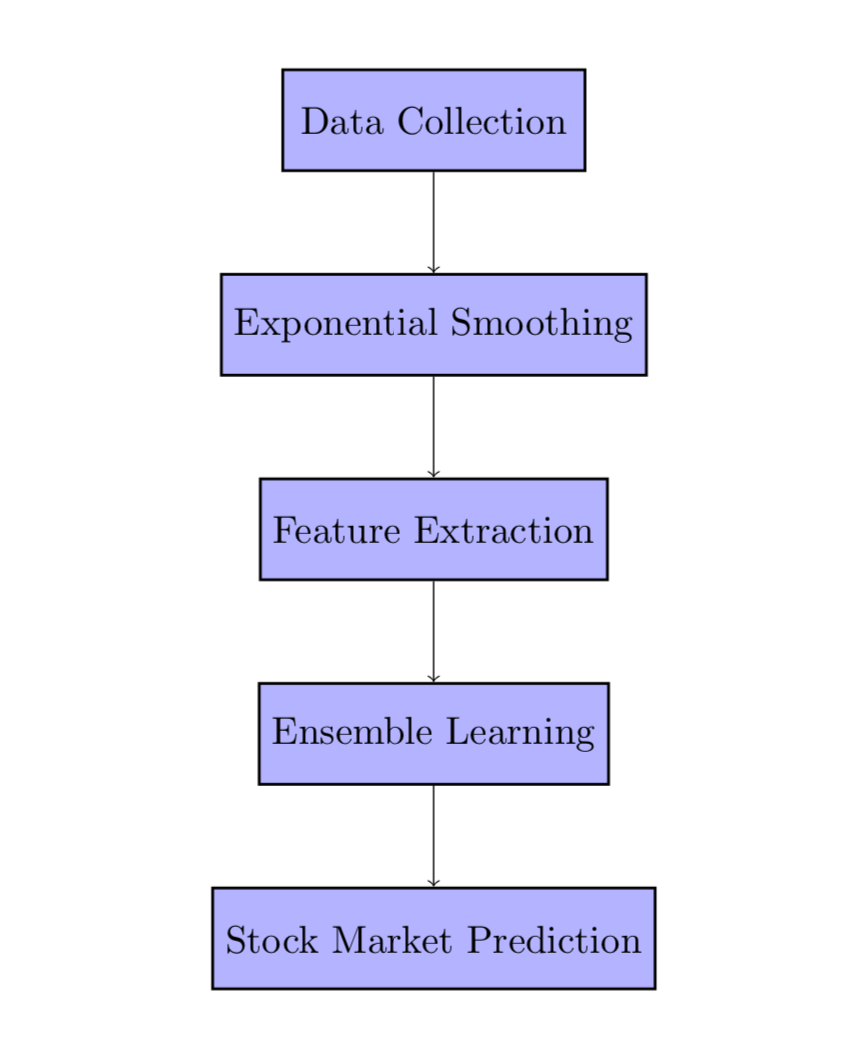 Data Collection
Exponential Smoothing
Feature Extraction
Ensemble Learning
Stock Market Prediction